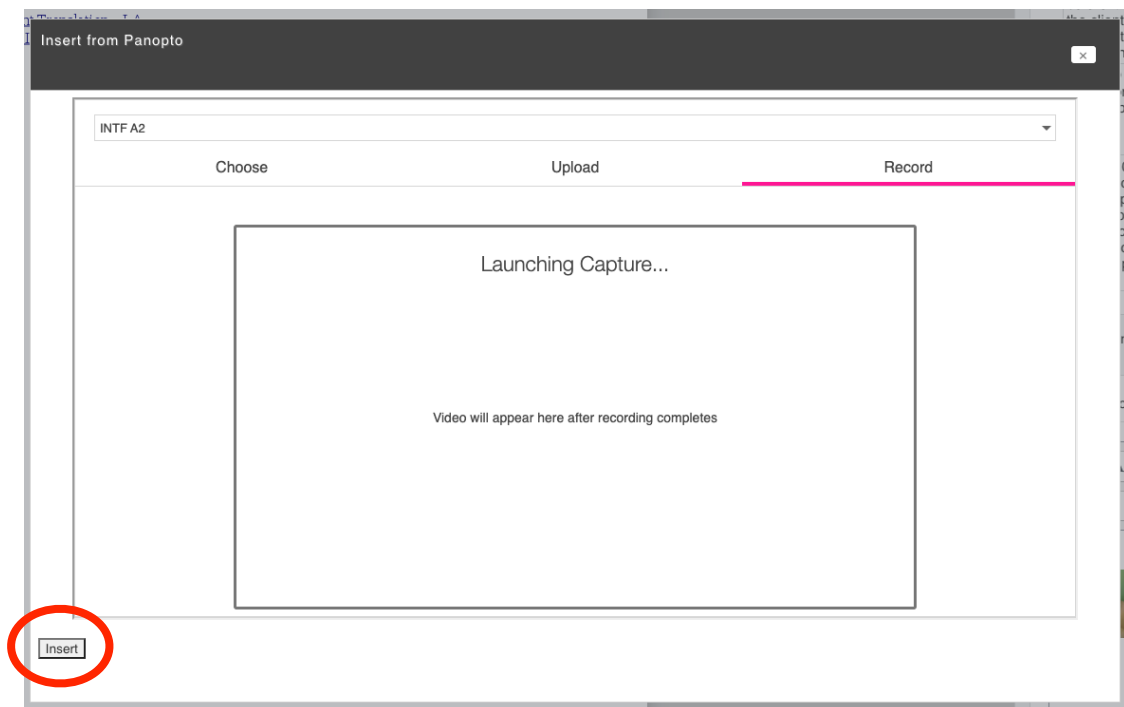 Insert from Panopto
×
INTF A2
Choose Upload Record
Launching Capture...
Video will appear here after recording completes
Insert